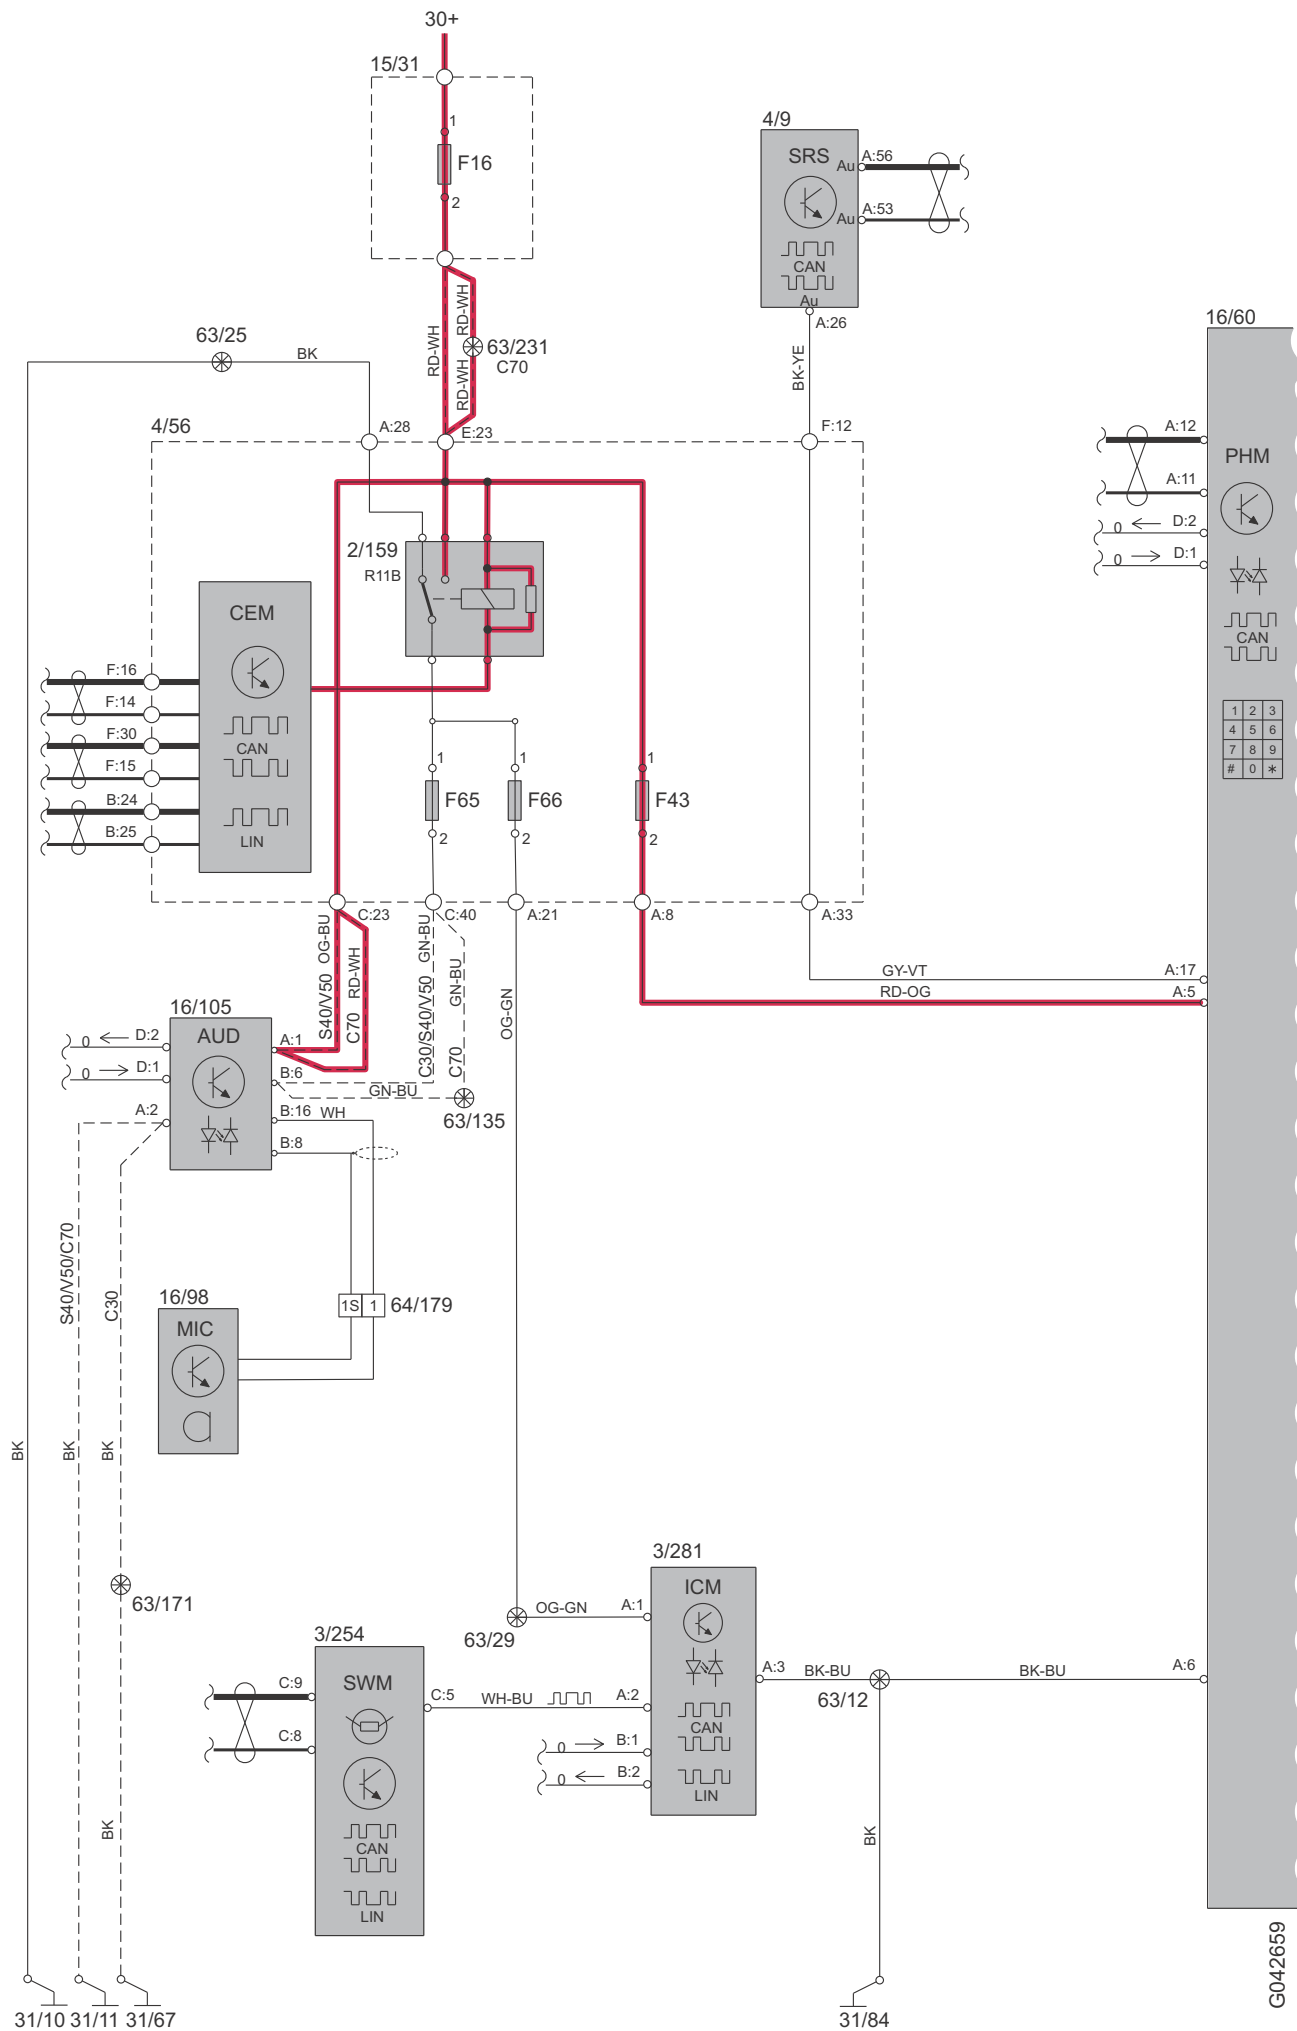 30+
15/31
1
F16
2
4/9
SRS
Au
A:56
Au
A:53
CAN
Au
A:26
BK-YE
16/60
63/25
BK
RD-WH
RD-WH
63/231
C70
RD-WH
4/56
A:28
E:23
F:12
A:12
PHM
A:11
0
D:2
0
D:1
CAN
1 2 3
4 5 6
7 8 9
# 0 *
2/159
R11B
CEM
F:16
F:14
F:30
CAN
F:15
B:24
B:25
LIN
1
F65
2
1
F66
2
1
F43
2
C:23
C:40
A:21
A:8
A:33
S40/V50
OG-BU
C70
RD-WH
C30/S40/V50
GN-BU
GN-BU
C70
OG-GN
GY-VT
A:17
RD-OG
A:5
16/105
AUD
0
D:2
0
D:1
A:2
A:1
B:6
GN-BU
63/135
B:16
WH
B:8
S40/V50/C70
C30
16/98
MIC
1S
1
64/179
BK
BK
BK
63/171
3/281
ICM
OG-GN
A:1
63/29
3/254
SWM
C:9
C:8
C:5
WH-BU
A:2
CAN
0
B:1
0
B:2
LIN
A:3
BK-BU
63/12
BK-BU
A:6
CAN
LIN
BK
BK
31/10
31/11
31/67
31/84
G042659